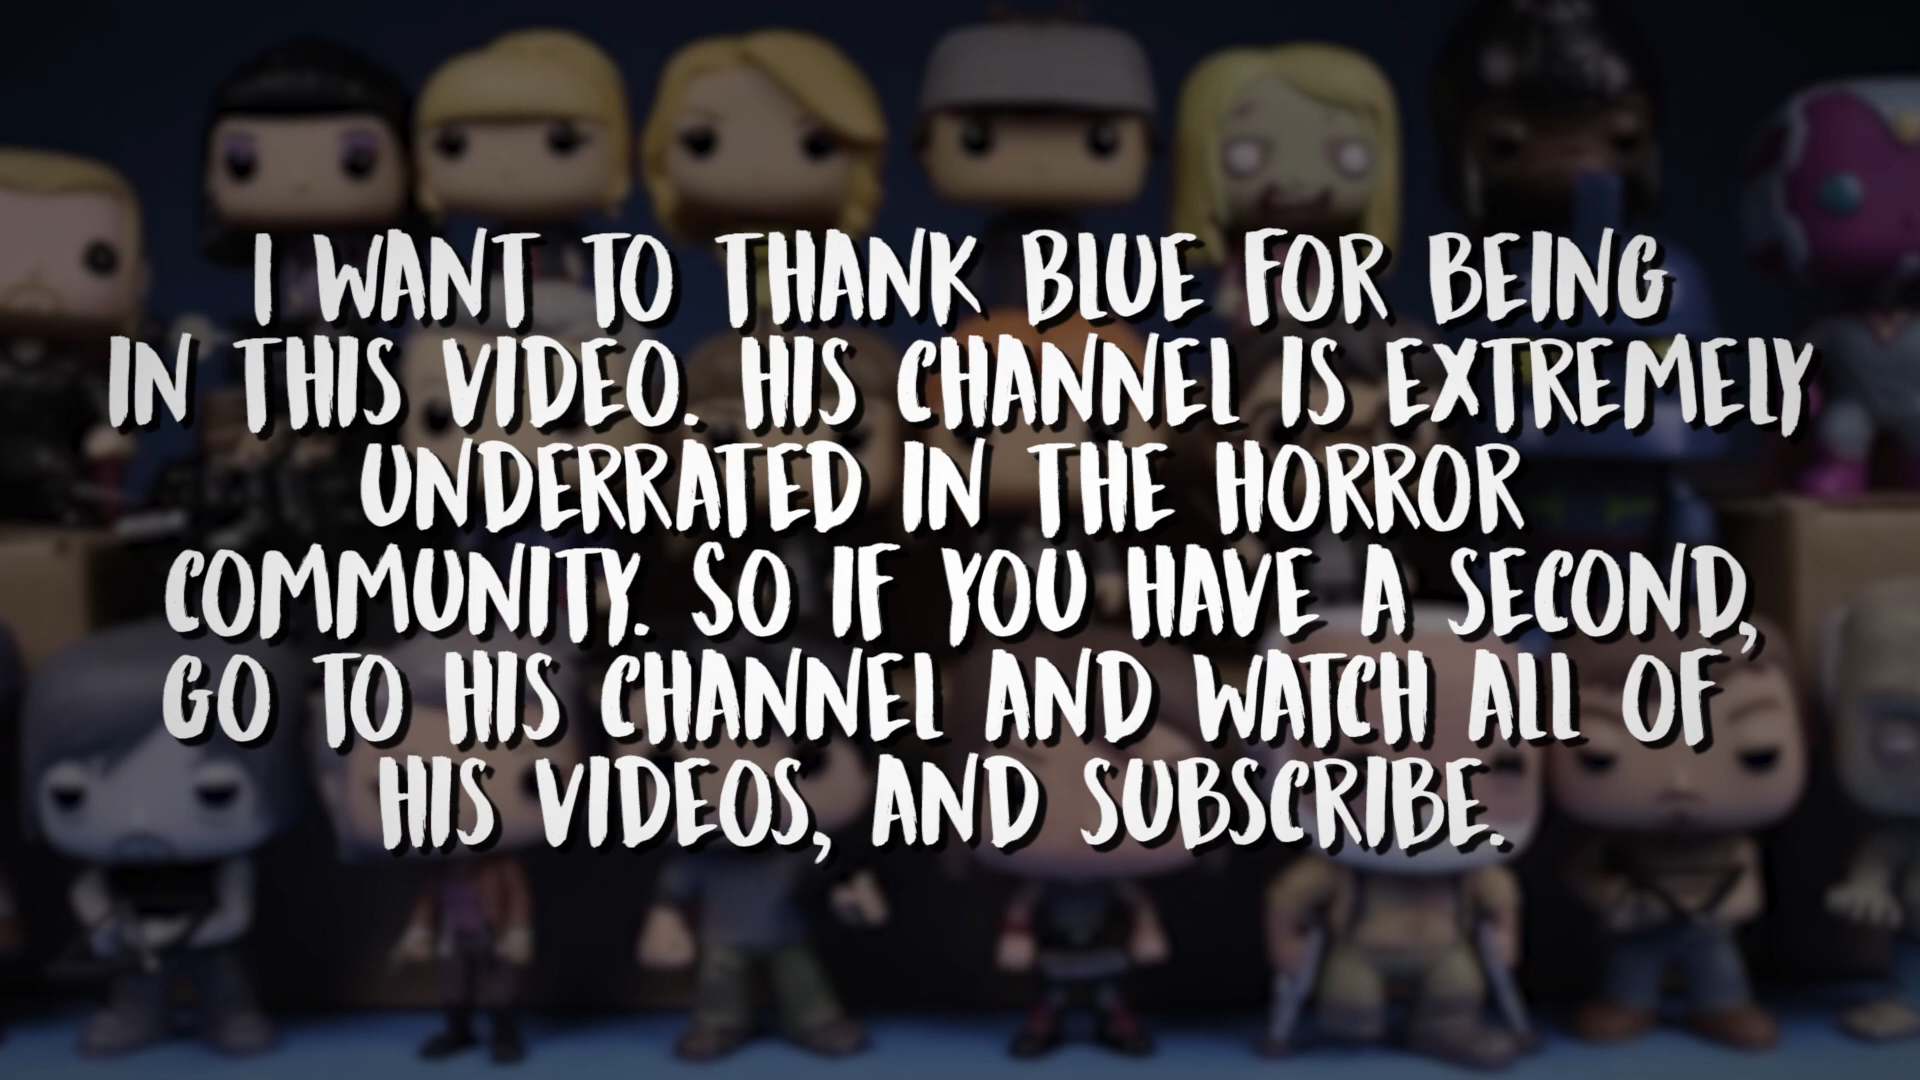 I WANT TO THANK BLUE FOR BEING
IN THIS VIDEO. HIS CHANNEL IS EXTREMELY
UNDERRATED IN THE HORROR
COMMUNITY. SO IF YOU HAVE A SECOND,
GO TO HIS CHANNEL AND WATCH ALL OF
HIS VIDEOS, AND SUBSCRIBE.